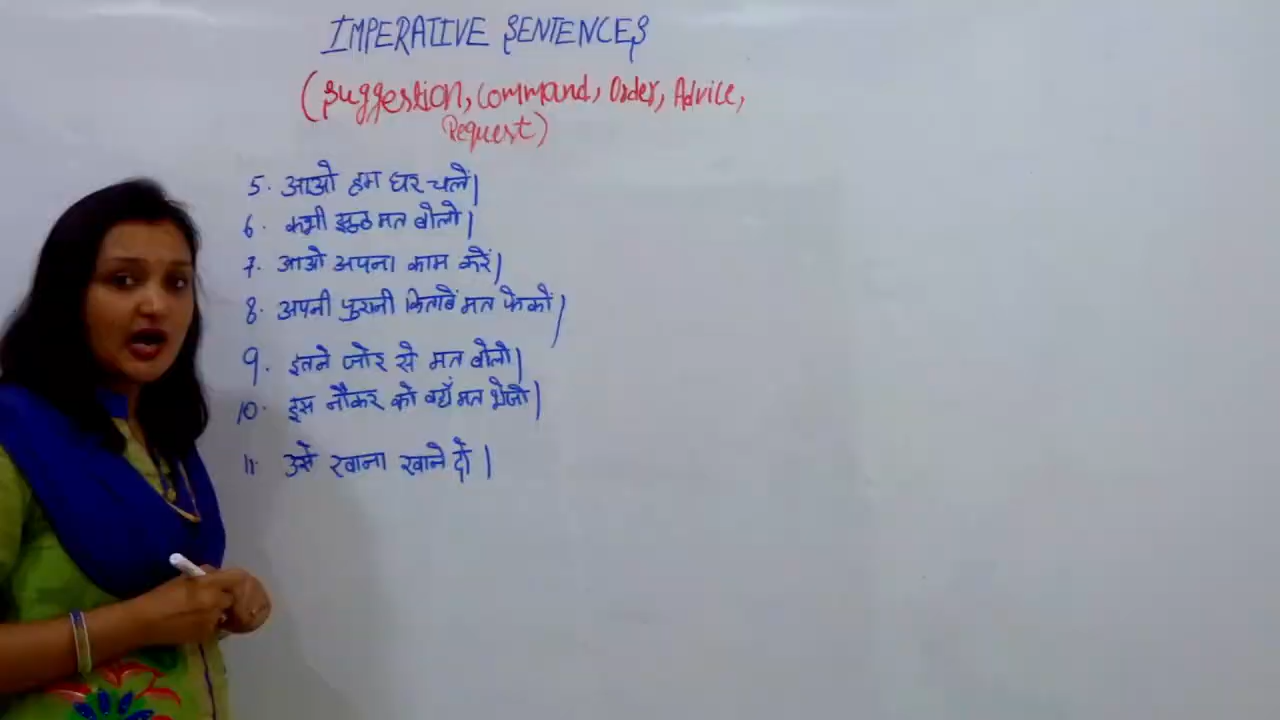 IMPERATIVE SENTENCES
(Suggestion, Command, Order, Advice,
Request)
5. आओ हम घर चलें|
6. कभी झूठ मत बोलो|
7. आओ अपना काम करें|
8. अपनी पुरानी किताबें मत फेकों|
9. इतने जोर से मत बोलो|
10. इस नौकर को वहाँ मत भेजो|
11. उसे खाना खाने दो|